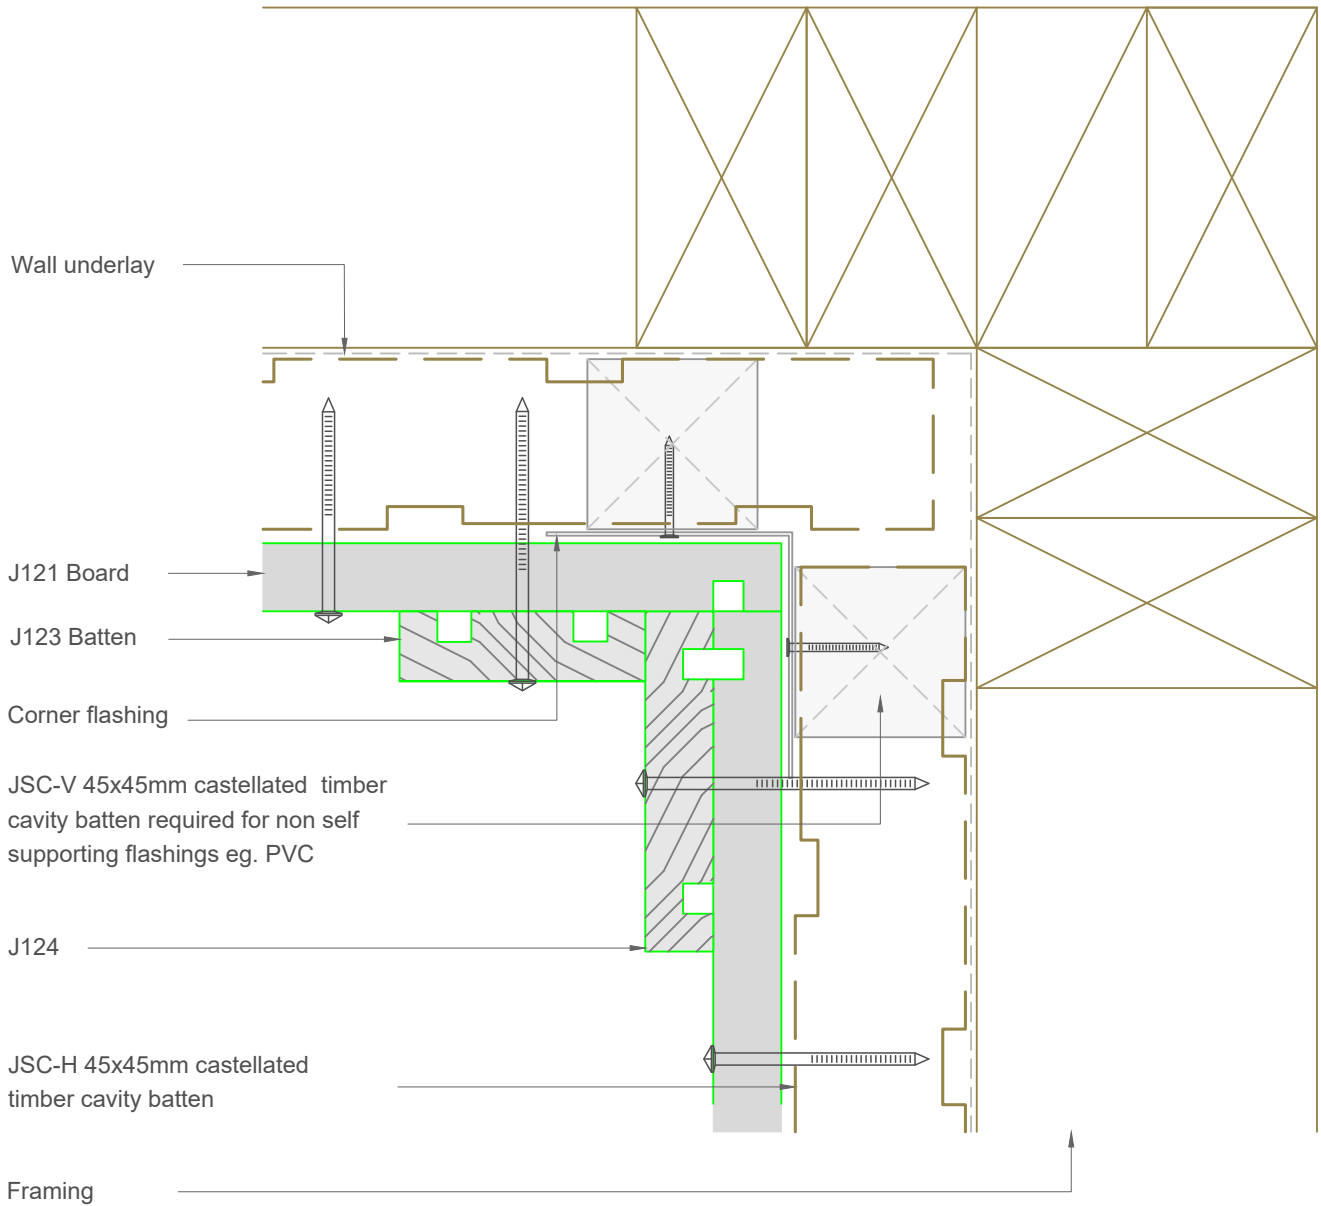 Wall underlay
J121 Board
J123 Batten
Corner flashing
JSC-V 45x45mm castellated timber
cavity batten required for non self
supporting flashings eg. PVC
J124
JSC-H 45x45mm castellated
timber cavity batten
Framing